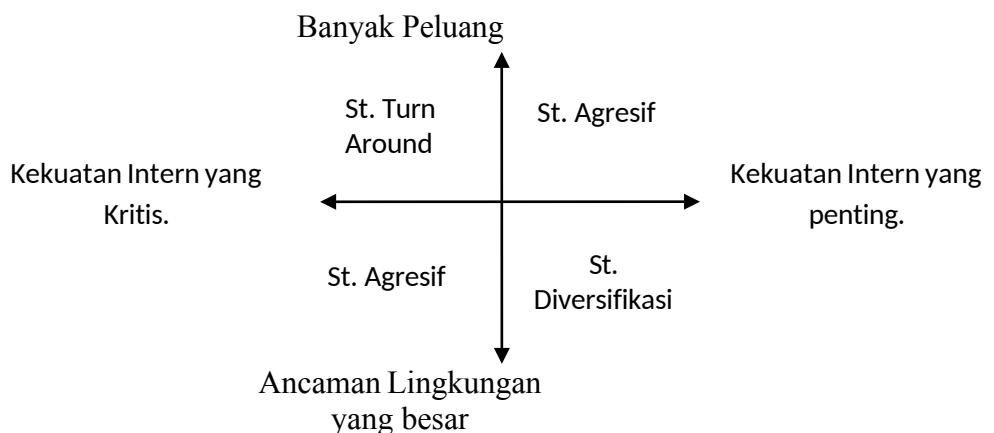 Banyak Peluang
St. Turn
Around
St. Agresif
Kekuatan Intern yang
Kritis.
Kekuatan Intern yang
penting.
St. Agresif
St.
Diversifikasi
Ancaman Lingkungan
yang besar